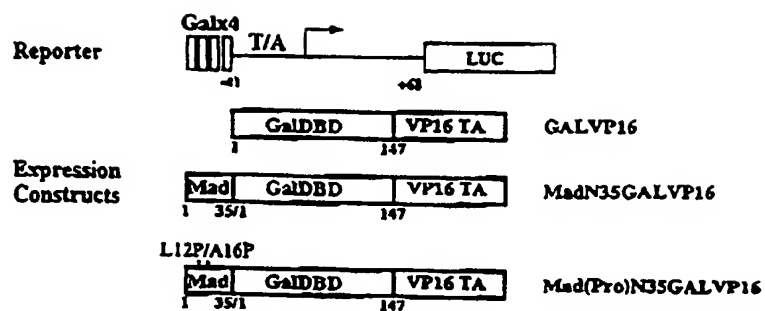 Galx4
Reporter
T/A
LUC
-41
+63
GalDBD
VP16 TA
GALVP16
1
147
Expression
Constructs
Mad
GalDBD
VP16 TA
MadN35GALVP16
1
35/1
147
L12P/A16P
Mad
GalDBD
VP16 TA
Mad(Pro)N35GALVP16
1
35/1
147